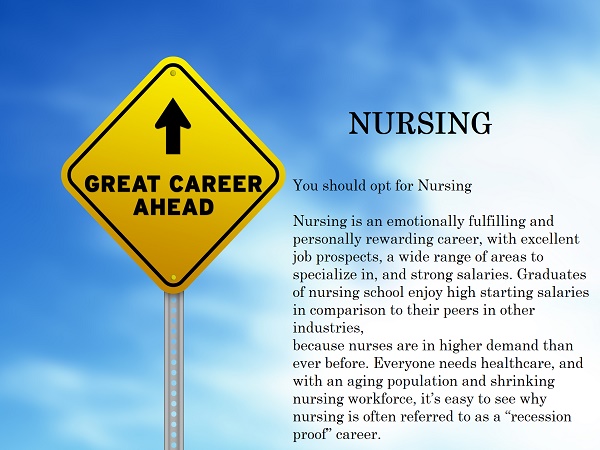 GREAT CAREER
AHEAD
NURSING
You should opt for Nursing
Nursing is an emotionally fulfilling and
personally rewarding career, with excellent
job prospects, a wide range of areas to
specialize in, and strong salaries. Graduates
of nursing school enjoy high starting salaries
in comparison to their peers in other
industries,
because nurses are in higher demand than
ever before. Everyone needs healthcare, and
with an aging population and shrinking
nursing workforce, it’s easy to see why
nursing is often referred to as a “recession
proof” career.